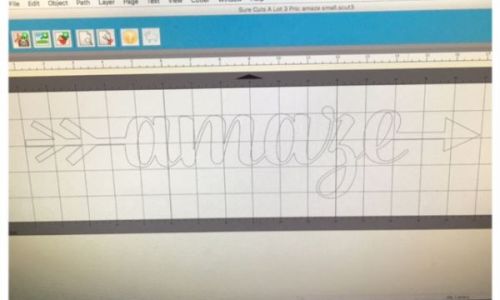 File Edit Object Path Layer Page Text View Cutter Window Help
Sure Cuts A Lot 3 Pro: amaze small.scut3
amaze